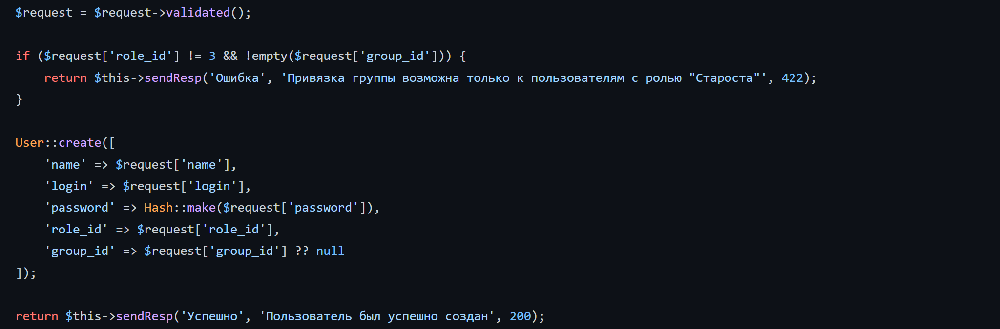 $request = $request->validated();
if ($request['role_id'] != 3 && !empty($request['group_id'])) {
return $this->sendResp('Ошибка', 'Привязка группы возможна только к пользователям с ролью "Староста"', 422);
}
User::create([
'name' => $request['name'],
'login' => $request['login'],
'password' => Hash::make($request['password']),
'role_id' => $request['role_id'],
'group_id' => $request['group_id'] ?? null
]);
return $this->sendResp('Успешно', 'Пользователь был успешно создан', 200);